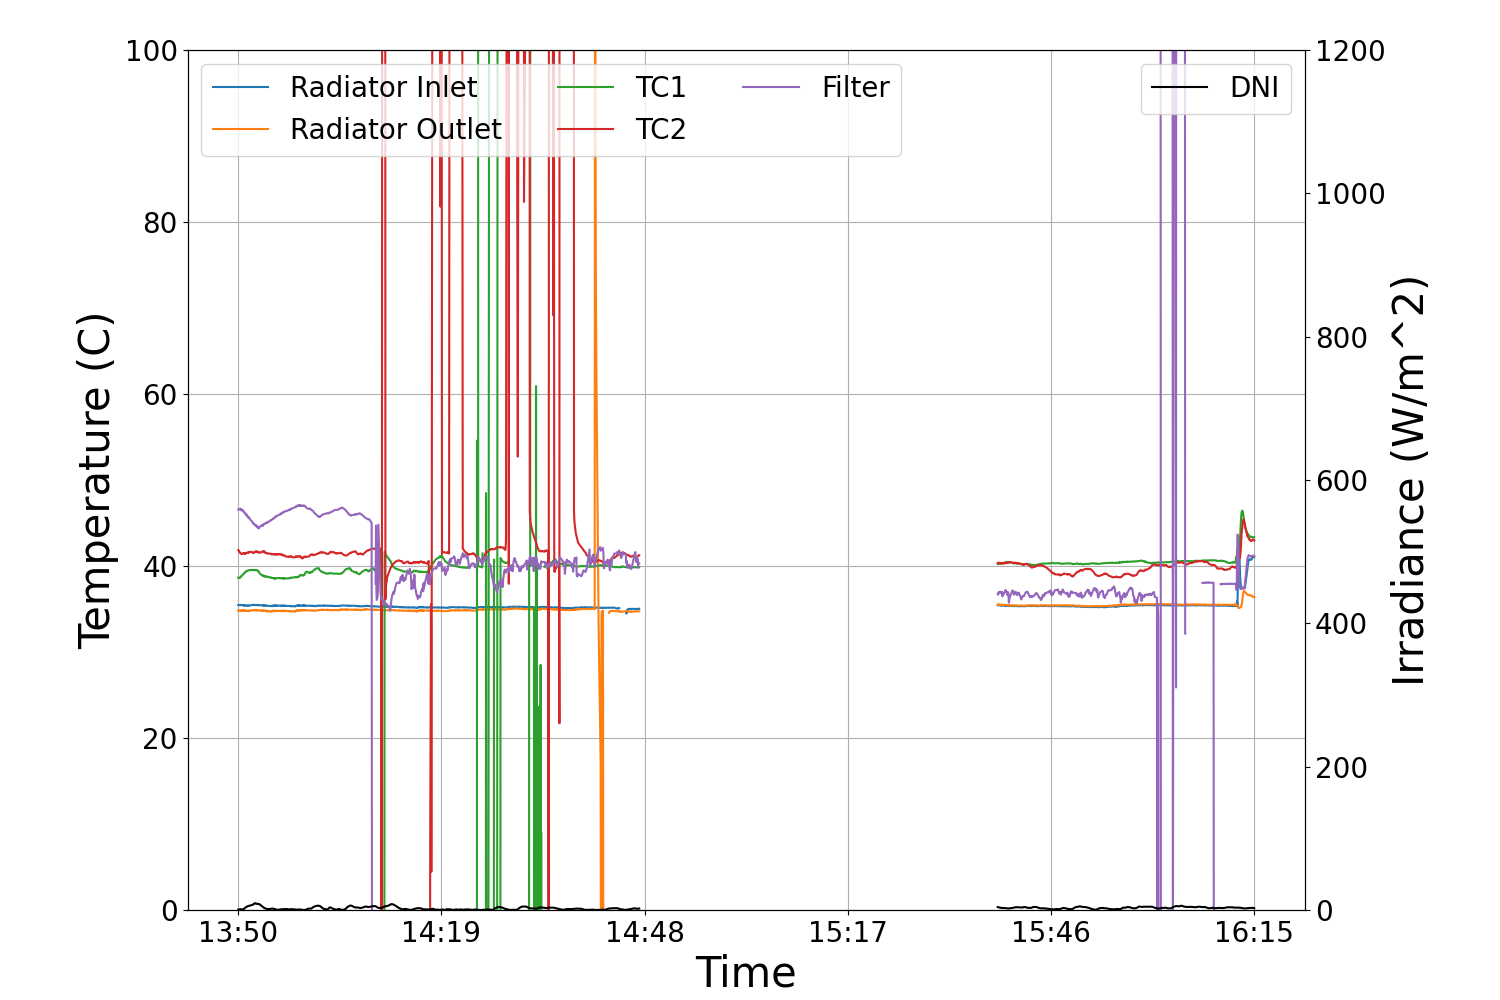 100
80
60
40
20
0
Temperature (C)
Radiator Inlet
Radiator Outlet
TC1
TC2
Filter
DNI
1200
1000
800
600
400
200
0
Irradiance (W/m^2)
13:50
14:19
14:48
15:17
15:46
16:15
Time